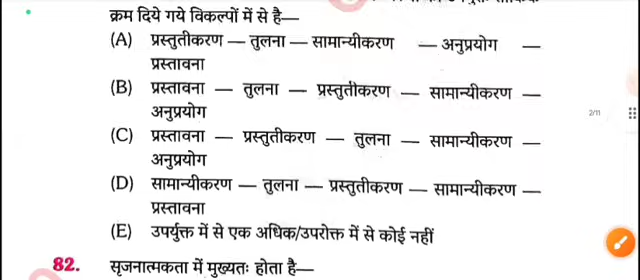 क्रम दिये गये विकल्पों में से है—
(A) प्रस्तुतीकरण — तुलना — सामान्यीकरण — अनुप्रयोग —
प्रस्तावना
(B) प्रस्तावना — तुलना — प्रस्तुतीकरण — सामान्यीकरण —
अनुप्रयोग
(C) प्रस्तावना — प्रस्तुतीकरण — तुलना — सामान्यीकरण —
अनुप्रयोग
(D) सामान्यीकरण — तुलना — प्रस्तुतीकरण — सामान्यीकरण —
प्रस्तावना
(E) उपर्युक्त में से एक अधिक/उपरोक्त में से कोई नहीं
82. सृजनात्मकता में मुख्यतः होता है—
2/11